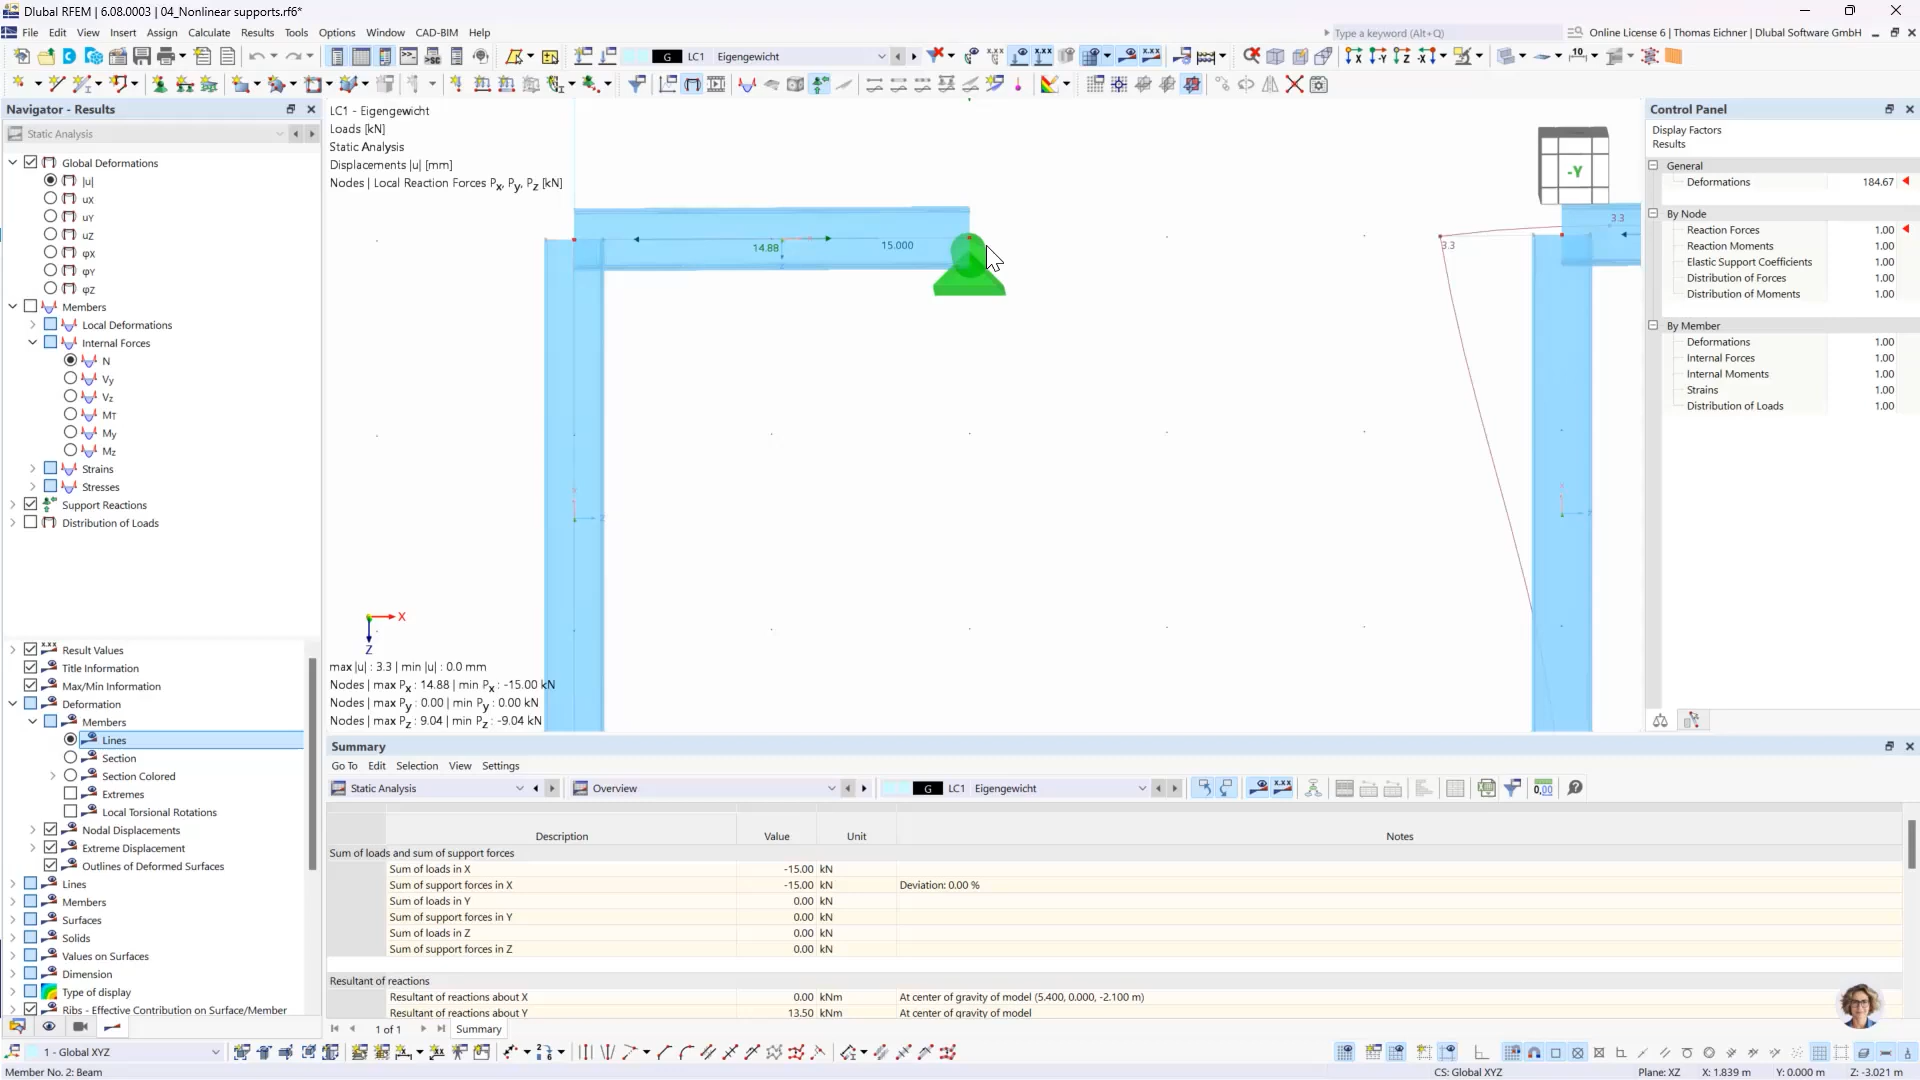 Dlubal RFEM | 6.08.0003 | 04_Nonlinear supports.rf6*
File Edit View Insert Assign Calculate Results Tools Options Window CAD-BIM Help
Type a keyword (Alt+Q)
Online License 6 | Thomas Eichner | Dlubal Software GmbH
G LC1 Eigengewicht
Navigator - Results
Static Analysis
Global Deformations
|u|
uX
uY
uZ
φX
φY
φZ
Members
Local Deformations
Internal Forces
N
Vy
Vz
MT
My
Mz
Strains
Stresses
Support Reactions
Distribution of Loads
Result Values
Title Information
Max/Min Information
Deformation
Members
Lines
Section
Section Colored
Extremes
Local Torsional Rotations
Nodal Displacements
Extreme Displacement
Outlines of Deformed Surfaces
Lines
Members
Surfaces
Solids
Values on Surfaces
Dimension
Type of display
Ribs - Effective Contribution on Surface/Member
LC1 - Eigengewicht
Loads [kN]
Static Analysis
Displacements |u| [mm]
Nodes | Local Reaction Forces Px, Py, Pz [kN]
14.88
15.000
3.3
3.3
-Y
X
Z
max |u| : 3.3 | min |u| : 0.0 mm
Nodes | max Px : 14.88 | min Px : -15.00 kN
Nodes | max Py : 0.00 | min Py : 0.00 kN
Nodes | max Pz : 9.04 | min Pz : -9.04 kN
Control Panel
Display Factors
Results
General
Deformations 184.67
By Node
Reaction Forces 1.00
Reaction Moments 1.00
Elastic Support Coefficients 1.00
Distribution of Forces 1.00
Distribution of Moments 1.00
By Member
Deformations 1.00
Internal Forces 1.00
Internal Moments 1.00
Strains 1.00
Distribution of Loads 1.00
Summary
Go To Edit Selection View Settings
Static Analysis Overview G LC1 Eigengewicht
Description Value Unit Notes
Sum of loads and sum of support forces
Sum of loads in X -15.00 kN
Sum of support forces in X -15.00 kN Deviation: 0.00 %
Sum of loads in Y 0.00 kN
Sum of support forces in Y 0.00 kN
Sum of loads in Z 0.00 kN
Sum of support forces in Z 0.00 kN
Resultant of reactions
Resultant of reactions about X 0.00 kNm At center of gravity of model (5.400, 0.000, -2.100 m)
Resultant of reactions about Y 13.50 kNm At center of gravity of model
1 of 1 Summary
1 - Global XYZ
Member No. 2: Beam
CS: Global XYZ Plane: XZ X: 1.839 m Y: 0.000 m Z: -3.021 m